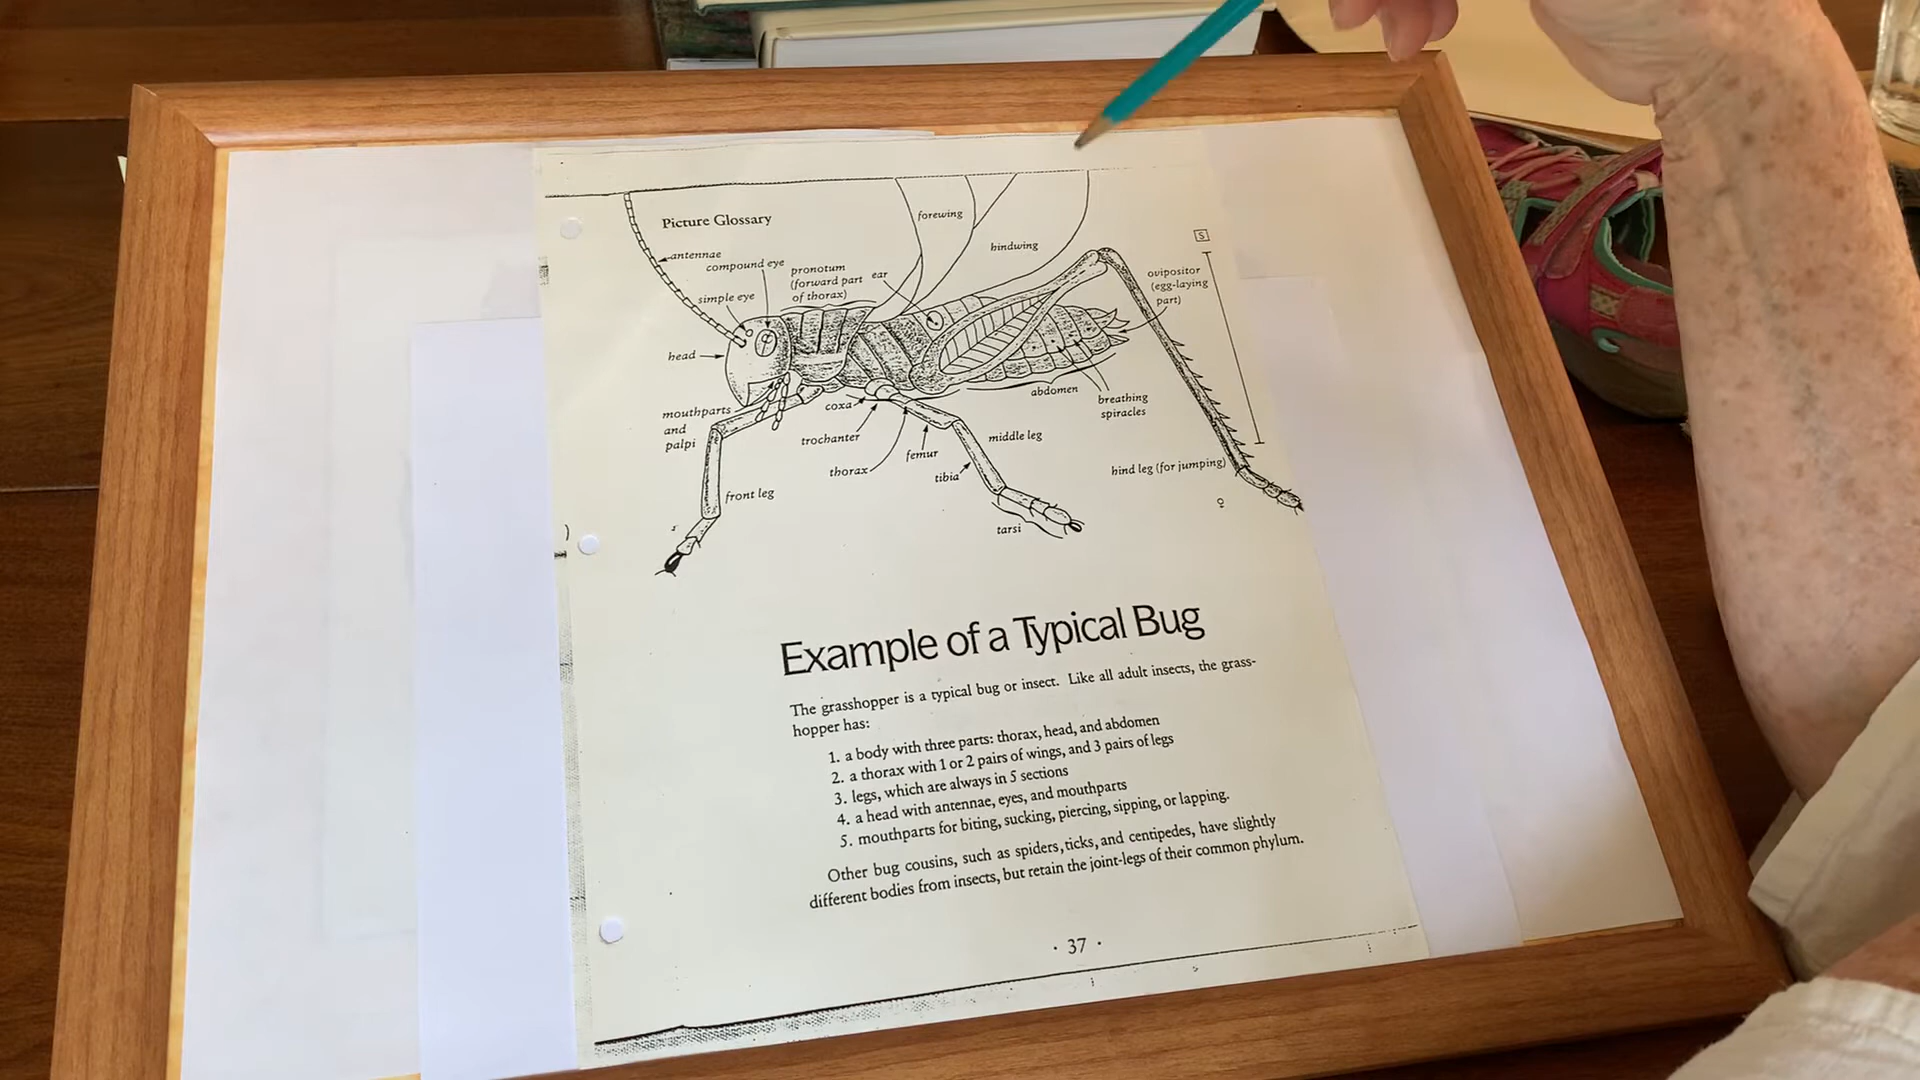 Picture Glossary
forewing
hindwing
S
antennae
compound eye
pronotum
(forward part
of thorax)
ear
ovipositor
(egg-laying
part)
simple eye
head
mouthparts
and
palpi
coxa
trochanter
thorax
femur
tibia
middle leg
abdomen
breathing
spiracles
hind leg (for jumping)
front leg
tarsi
♀
Example of a Typical Bug
The grasshopper is a typical bug or insect. Like all adult insects, the grass-
hopper has:
1. a body with three parts: thorax, head, and abdomen
2. a thorax with 1 or 2 pairs of wings, and 3 pairs of legs
3. legs, which are always in 5 sections
4. a head with antennae, eyes, and mouthparts
5. mouthparts for biting, sucking, piercing, sipping, or lapping.
Other bug cousins, such as spiders, ticks, and centipedes, have slightly
different bodies from insects, but retain the joint-legs of their common phylum.
· 37 ·